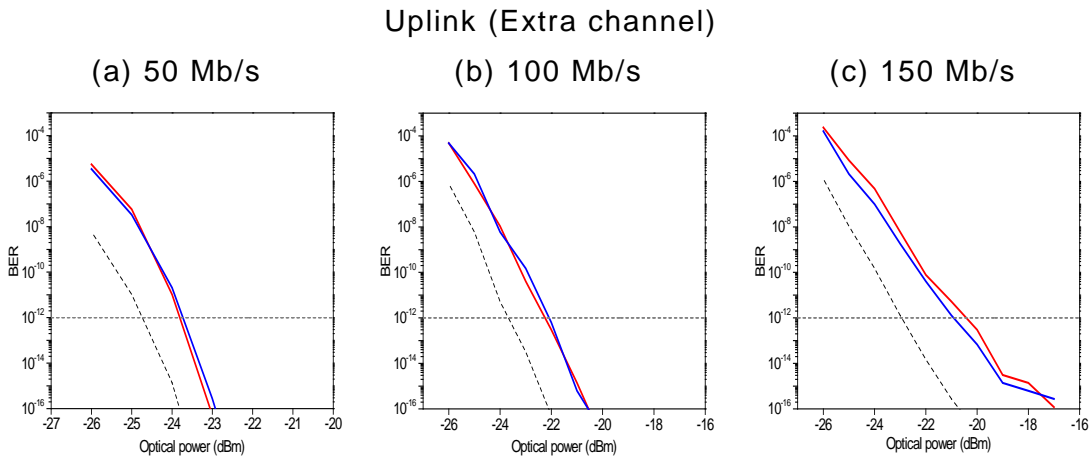 Uplink (Extra channel)
(a) 50 Mb/s
(b) 100 Mb/s
(c) 150 Mb/s
BER
10-4
10-6
10-8
10-10
10-12
10-14
10-16
-27 -26 -25 -24 -23 -22 -21 -20
Optical power (dBm)
BER
10-4
10-6
10-8
10-10
10-12
10-14
10-16
-26 -24 -22 -20 -18 -16
Optical power (dBm)
BER
10-4
10-6
10-8
10-10
10-12
10-14
10-16
-26 -24 -22 -20 -18 -16
Optical power (dBm)